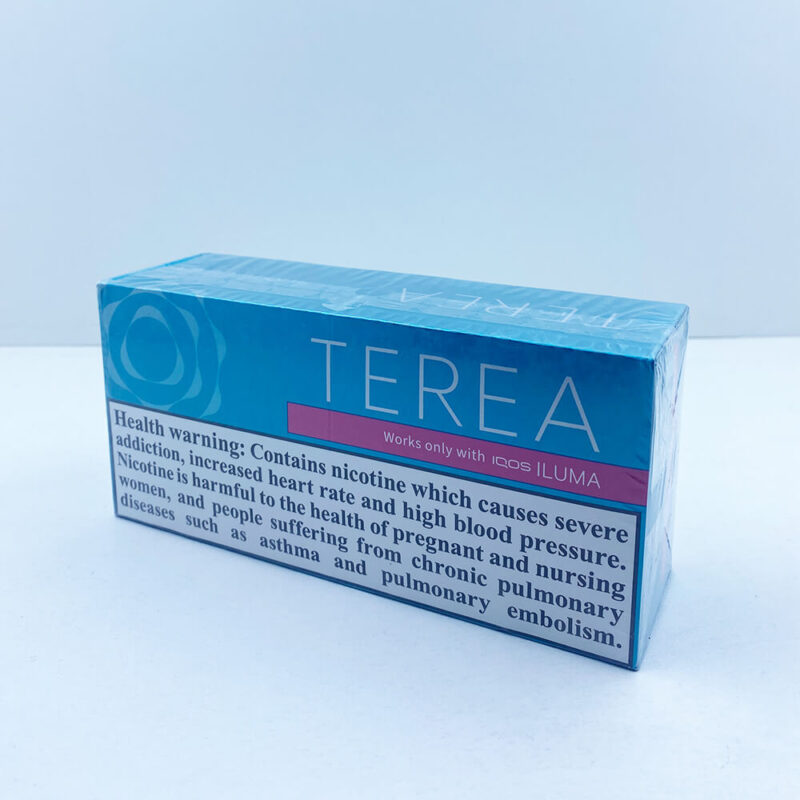 TEREA
TEREA
TEREA
Works only with IQOS ILUMA
Health warning: Contains nicotine which causes severe
addiction, increased heart rate and high blood pressure.
Nicotine is harmful to the health of pregnant and nursing
women, and people suffering from chronic pulmonary
diseases such as asthma and pulmonary embolism.